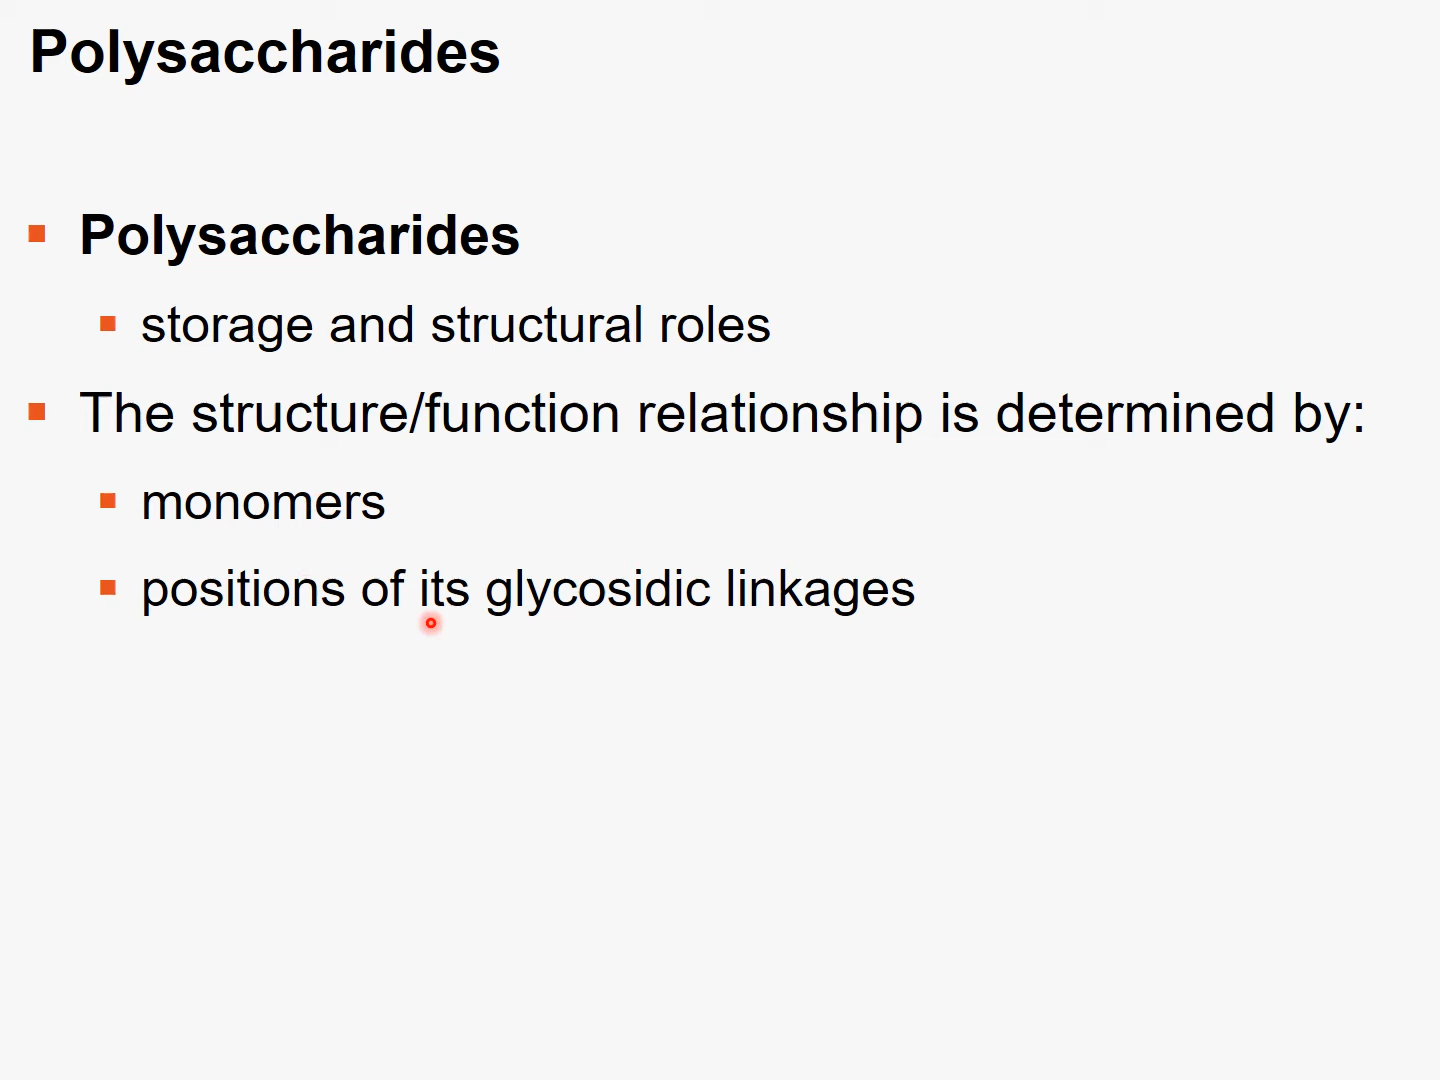 Polysaccharides
Polysaccharides
storage and structural roles
The structure/function relationship is determined by:
monomers
positions of its glycosidic linkages